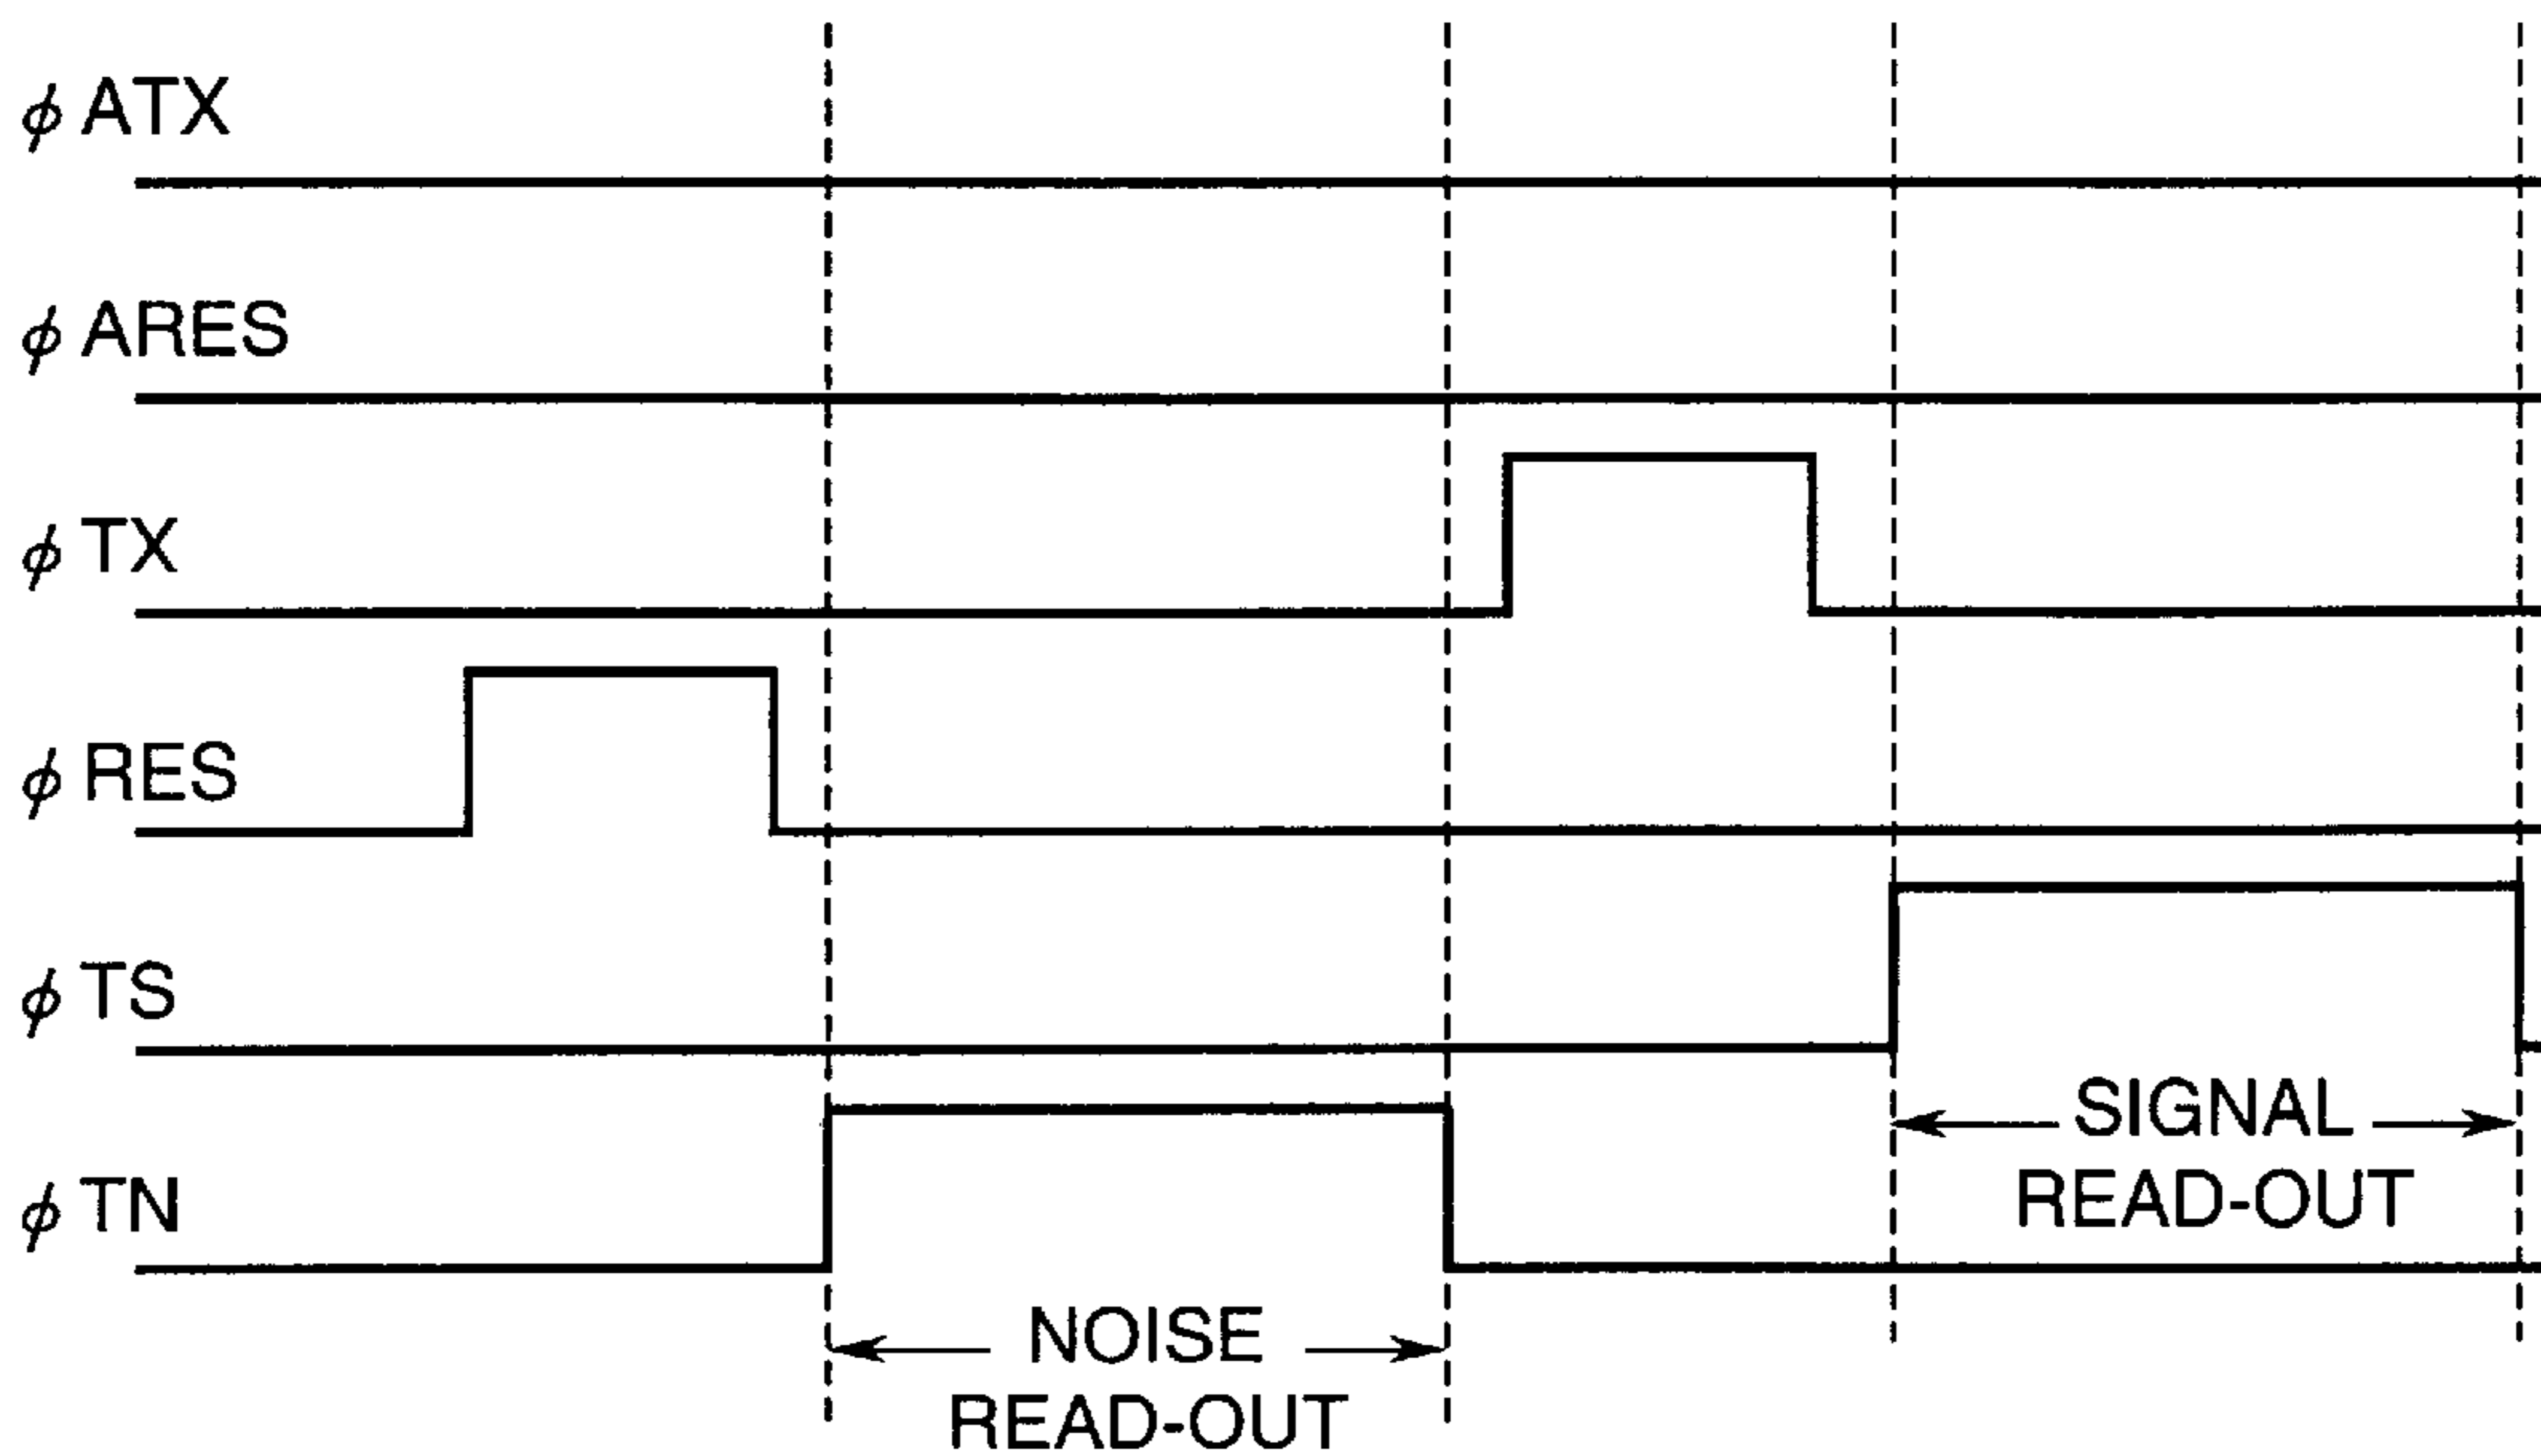 ϕ ATX
ϕ ARES
ϕ TX
ϕ RES
ϕ TS
SIGNAL
READ-OUT
ϕ TN
NOISE
READ-OUT